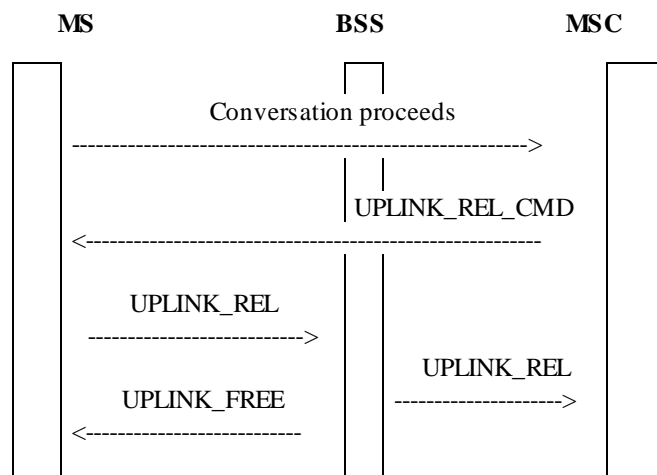 MS BSS MSC
Conversation proceeds
----------------------------------------------------------->
UPLINK_REL_CMD
<-----------------------------------------------------------
UPLINK_REL
---------------------------->
UPLINK_REL
UPLINK_FREE
--------------------->
<----------------------------